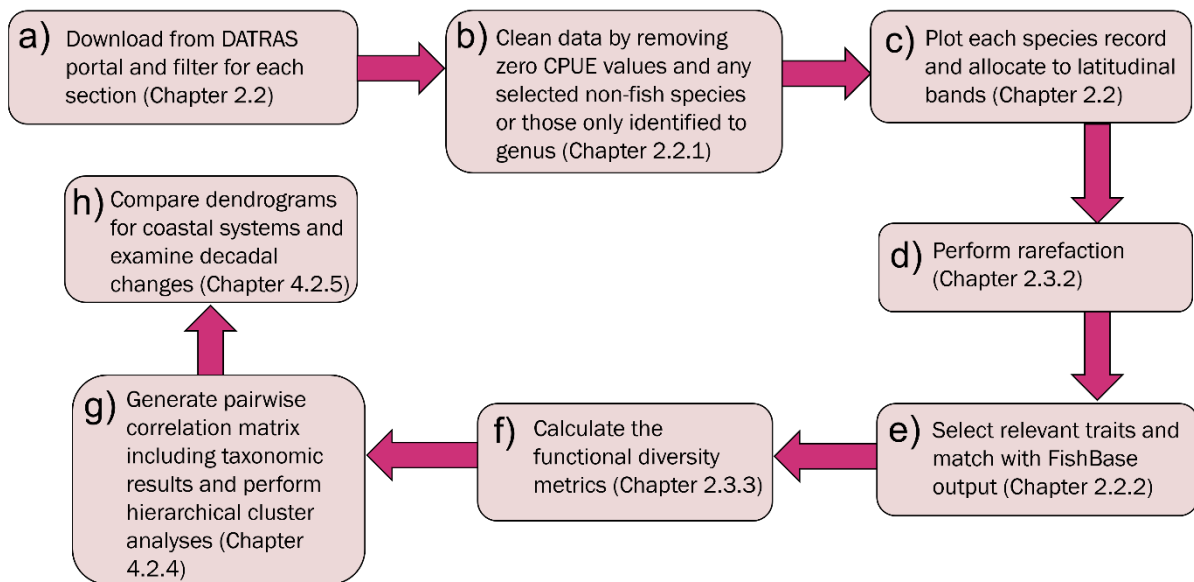 a) Download from DATRAS
portal and filter for each
section (Chapter 2.2)
b) Clean data by removing
zero CPUE values and any
selected non-fish species
or those only identified to
genus (Chapter 2.2.1)
c) Plot each species record
and allocate to latitudinal
bands (Chapter 2.2)
d) Perform rarefaction
(Chapter 2.3.2)
e) Select relevant traits and
match with FishBase
output (Chapter 2.2.2)
f) Calculate the
functional diversity
metrics (Chapter 2.3.3)
g) Generate pairwise
correlation matrix
including taxonomic
results and perform
hierarchical cluster
analyses (Chapter
4.2.4)
h) Compare dendrograms
for coastal systems and
examine decadal
changes (Chapter 4.2.5)